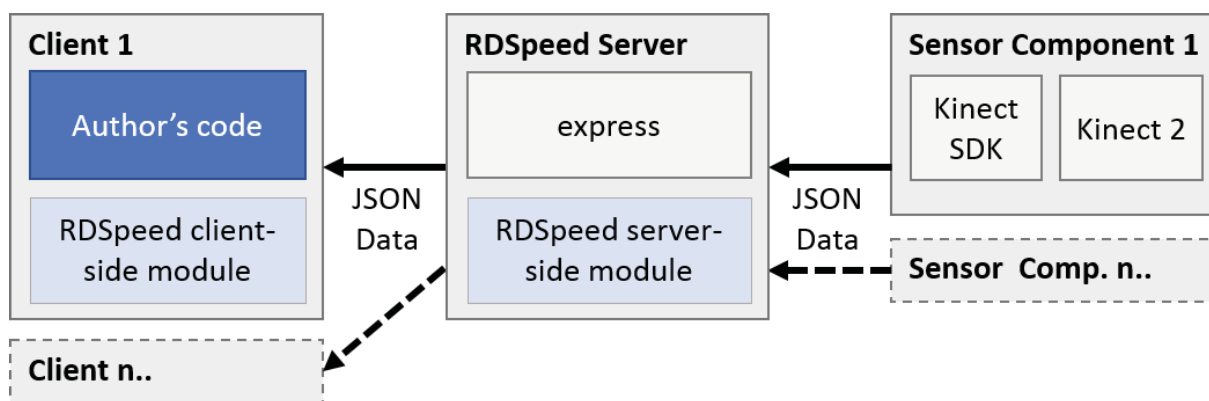 Client 1
Author’s code
RDSpeed client-
side module
Client n..
JSON
Data
RDSpeed Server
express
RDSpeed server-
side module
JSON
Data
Sensor Component 1
Kinect
SDK
Kinect 2
Sensor Comp. n..